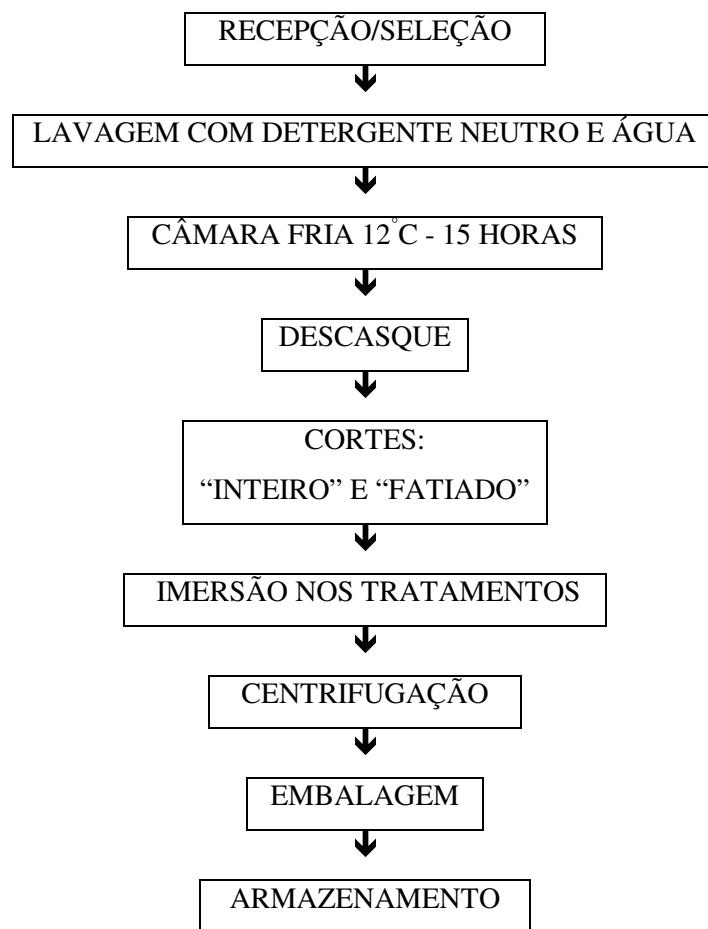 RECEPÇÃO/SELEÇÃO
LAVAGEM COM DETERGENTE NEUTRO E ÁGUA
CÂMARA FRIA 12°C - 15 HORAS
DESCASQUE
CORTES:
“INTEIRO” E “FATIADO”
IMERSÃO NOS TRATAMENTOS
CENTRIFUGAÇÃO
EMBALAGEM
ARMAZENAMENTO